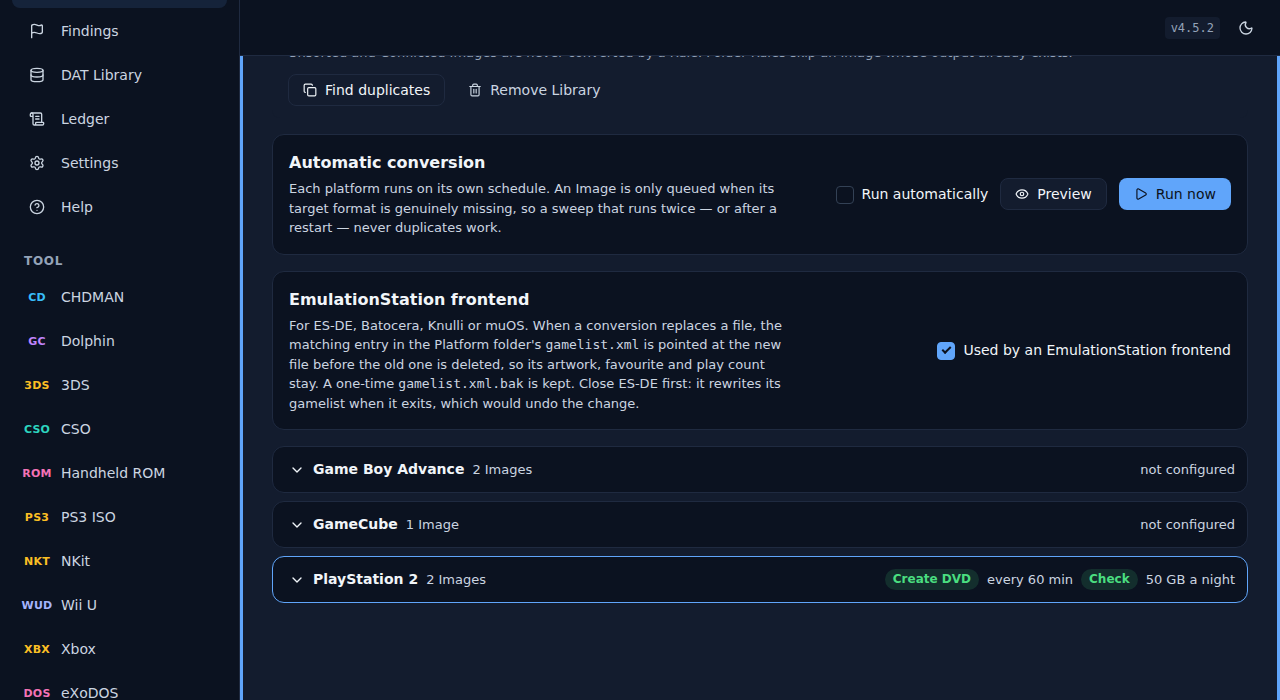 Findings
DAT Library
Ledger
Settings
Help
TOOL
CD CHDMAN
GC Dolphin
3DS 3DS
CSO CSO
ROM Handheld ROM
PS3 PS3 ISO
NKT NKit
WUD Wii U
XBX Xbox
DOS eXoDOS
v4.5.2
Find duplicates
Remove Library
Automatic conversion
Each platform runs on its own schedule. An Image is only queued when its
target format is genuinely missing, so a sweep that runs twice — or after a
restart — never duplicates work.
Run automatically
Preview
Run now
EmulationStation frontend
For ES-DE, Batocera, Knulli or muOS. When a conversion replaces a file, the
matching entry in the Platform folder's gamelist.xml is pointed at the new
file before the old one is deleted, so its artwork, favourite and play count
stay. A one-time gamelist.xml.bak is kept. Close ES-DE first: it rewrites its
gamelist when it exits, which would undo the change.
Used by an EmulationStation frontend
Game Boy Advance 2 Images not configured
GameCube 1 Image not configured
PlayStation 2 2 Images Create DVD every 60 min Check 50 GB a night